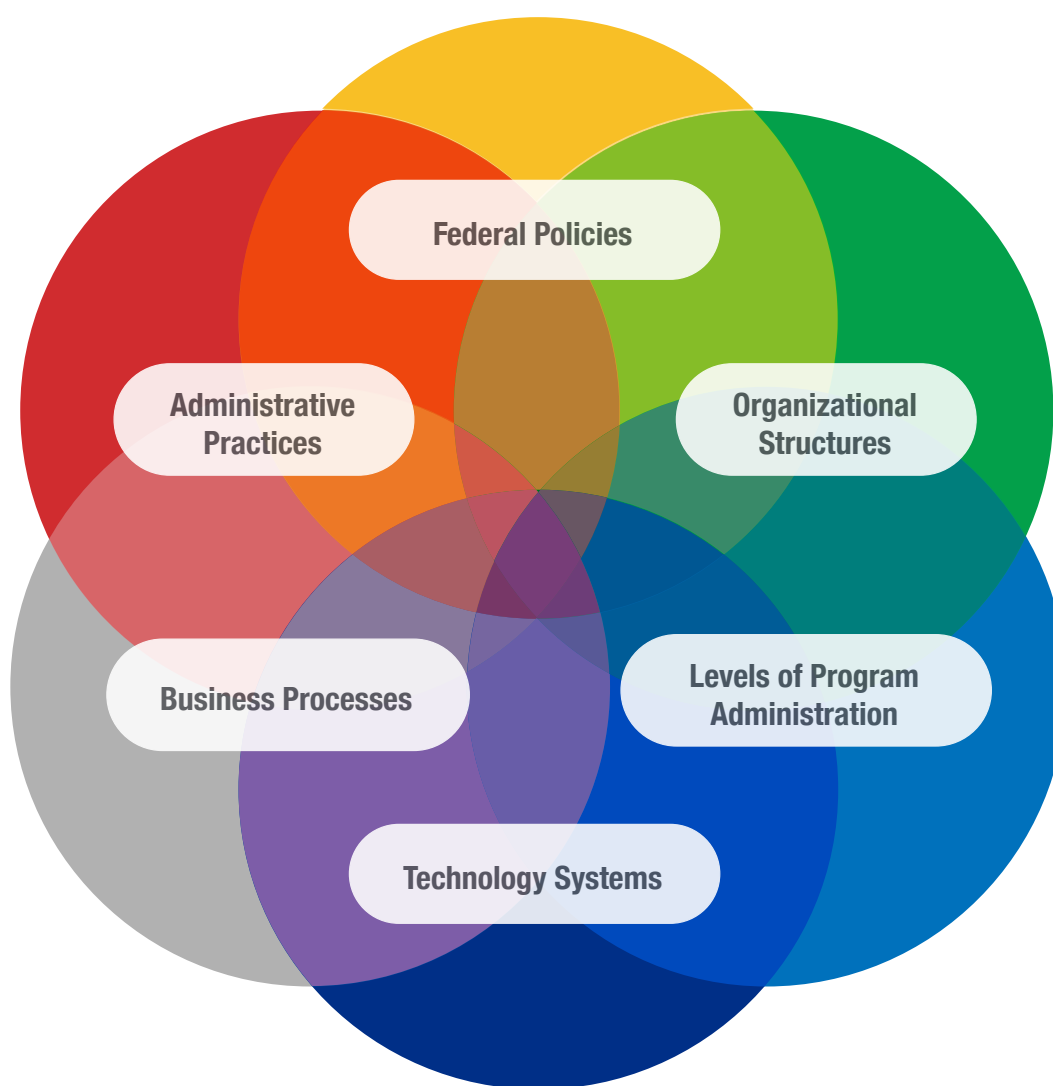 Federal Policies
Administrative
Practices
Organizational
Structures
Business Processes
Levels of Program
Administration
Technology Systems